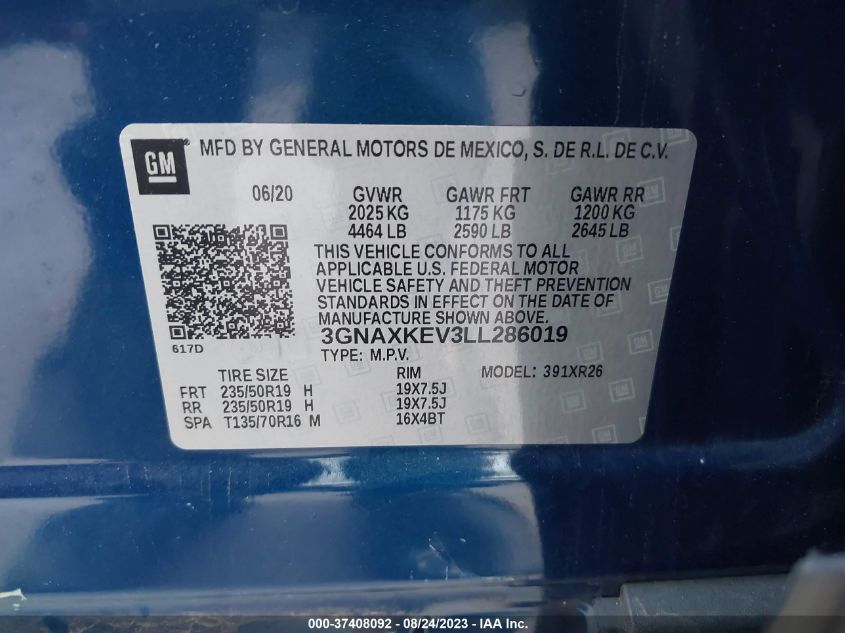 GM
MFD BY GENERAL MOTORS DE MEXICO, S. DE R.L. DE C.V.
06/20 GVWR GAWR FRT GAWR RR
2025 KG 1175 KG 1200 KG
4464 LB 2590 LB 2645 LB
THIS VEHICLE CONFORMS TO ALL
APPLICABLE U.S. FEDERAL MOTOR
VEHICLE SAFETY AND THEFT PREVENTION
STANDARDS IN EFFECT ON THE DATE OF
MANUFACTURE SHOWN ABOVE.
617D
3GNAXKEV3LL286019
TYPE: M.P.V.
TIRE SIZE RIM MODEL: 391XR26
FRT 235/50R19 H 19X7.5J
RR 235/50R19 H 19X7.5J
SPA T135/70R16 M 16X4BT
000-37408092 - 08/24/2023 - IAA Inc.